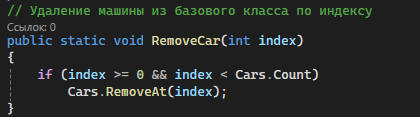 // Удаление машины из базового класса по индексу
Ссылок: 0
public static void RemoveCar(int index)
{
    if (index >= 0 && index < Cars.Count)
        Cars.RemoveAt(index);
}